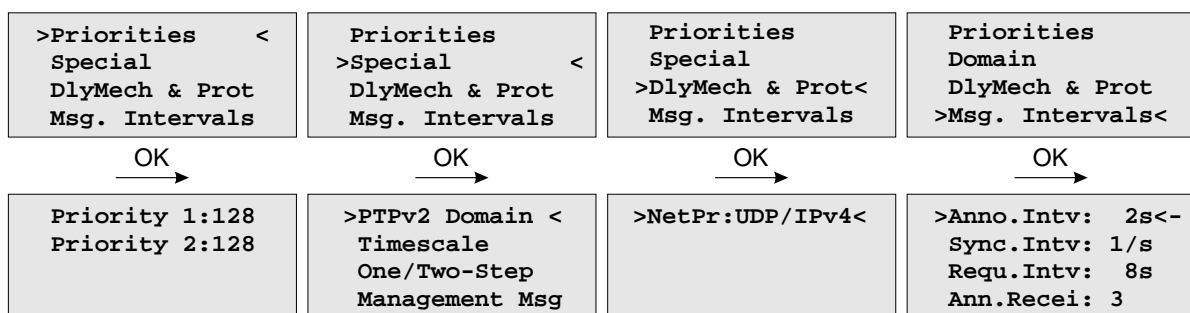 >Priorities <
Special
DlyMech & Prot
Msg. Intervals
OK
Priority 1:128
Priority 2:128
Priorities
>Special <
DlyMech & Prot
Msg. Intervals
OK
>PTPv2 Domain <
Timescale
One/Two-Step
Management Msg
Priorities
Special
>DlyMech & Prot<
Msg. Intervals
OK
>NetPr:UDP/IPv4<
Priorities
Domain
DlyMech & Prot
>Msg. Intervals<
OK
>Anno.Intv: 2s<-
Sync.Intv: 1/s
Requ.Intv: 8s
Ann.Recei: 3